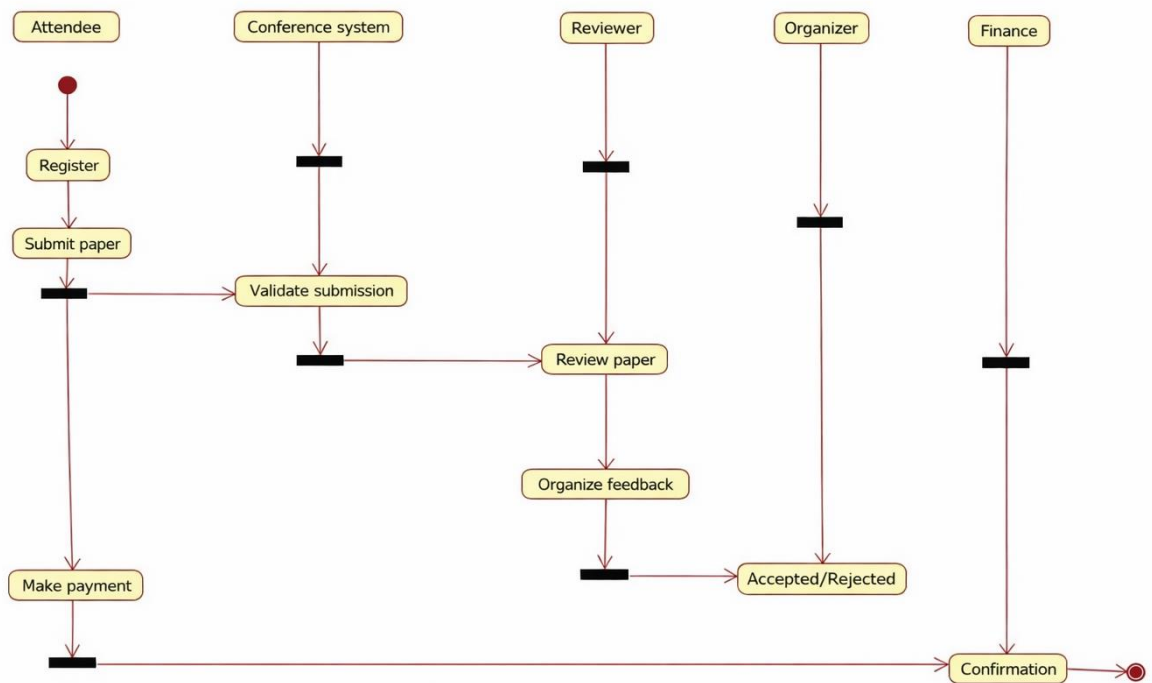 Attendee
Conference system
Reviewer
Organizer
Finance
Register
Submit paper
Validate submission
Review paper
Organize feedback
Make payment
Accepted/Rejected
Confirmation